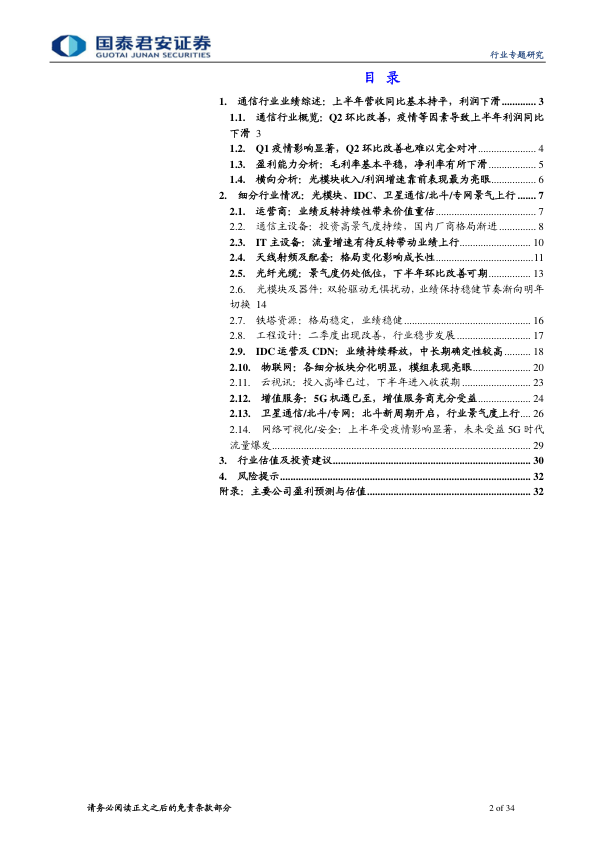 国泰君安证券
GUOTAI JUNAN SECURITIES
行业专题研究
目 录
1. 通信行业业绩综述：上半年营收同比基本持平，利润下滑............. 3
1.1. 通信行业概览：Q2 环比改善，疫情等因素导致上半年利润同比
下滑 3
1.2. Q1 疫情影响显著，Q2 环比改善也难以完全对冲...................... 4
1.3. 盈利能力分析：毛利率基本平稳，净利率有所下滑.................. 5
1.4. 横向分析：光模块收入/利润增速靠前表现最为亮眼................. 6
2. 细分行业情况：光模块、IDC、卫星通信/北斗/专网景气上行....... 7
2.1. 运营商：业绩反转持续性带来价值重估...................................... 7
2.2. 通信主设备：投资高景气度持续，国内厂商格局渐进.............. 8
2.3. IT 主设备：流量增速有待反转带动业绩上行........................... 10
2.4. 天线射频及配套：格局变化影响成长性.....................................11
2.5. 光纤光缆：景气度仍处低位，下半年环比改善可期................ 13
2.6. 光模块及器件：双轮驱动无惧扰动，业绩保持稳健节奏渐向明年
切换 14
2.7. 铁塔资源：格局稳定，业绩稳健................................................ 16
2.8. 工程设计：二季度出现改善，行业稳步发展............................ 17
2.9. IDC 运营及 CDN：业绩持续释放，中长期确定性较高.......... 18
2.10. 物联网：各细分板块分化明显，模组表现亮眼...................... 20
2.11. 云视讯：投入高峰已过，下半年进入收获期.......................... 23
2.12. 增值服务：5G 机遇已至，增值服务商充分受益.................... 24
2.13. 卫星通信/北斗/专网：北斗新周期开启，行业景气度上行.... 26
2.14. 网络可视化/安全：上半年受疫情影响显著，未来受益 5G 时代
流量爆发.................................................................................................. 29
3. 行业估值及投资建议........................................................................... 30
4. 风险提示............................................................................................... 32
附录：主要公司盈利预测与估值.............................................................. 32
请务必阅读正文之后的免责条款部分
2 of 34